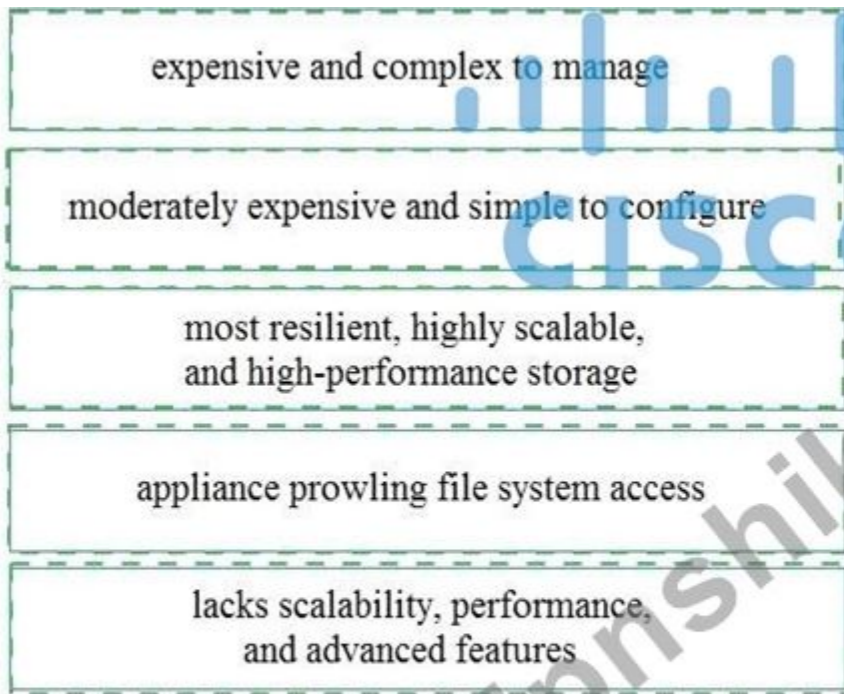 expensive and complex to manage
moderately expensive and simple to configure
CISC
most resilient, highly scalable,
and high-performance storage
appliance prowling file system access
lacks scalability, performance,
and advanced features